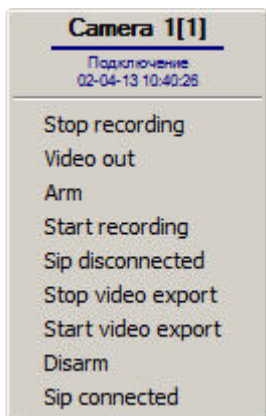 Camera 1[1]
Подключение
02-04-13 10:40:26
Stop recording
Video out
Arm
Start recording
Sip disconnected
Stop video export
Start video export
Disarm
Sip connected